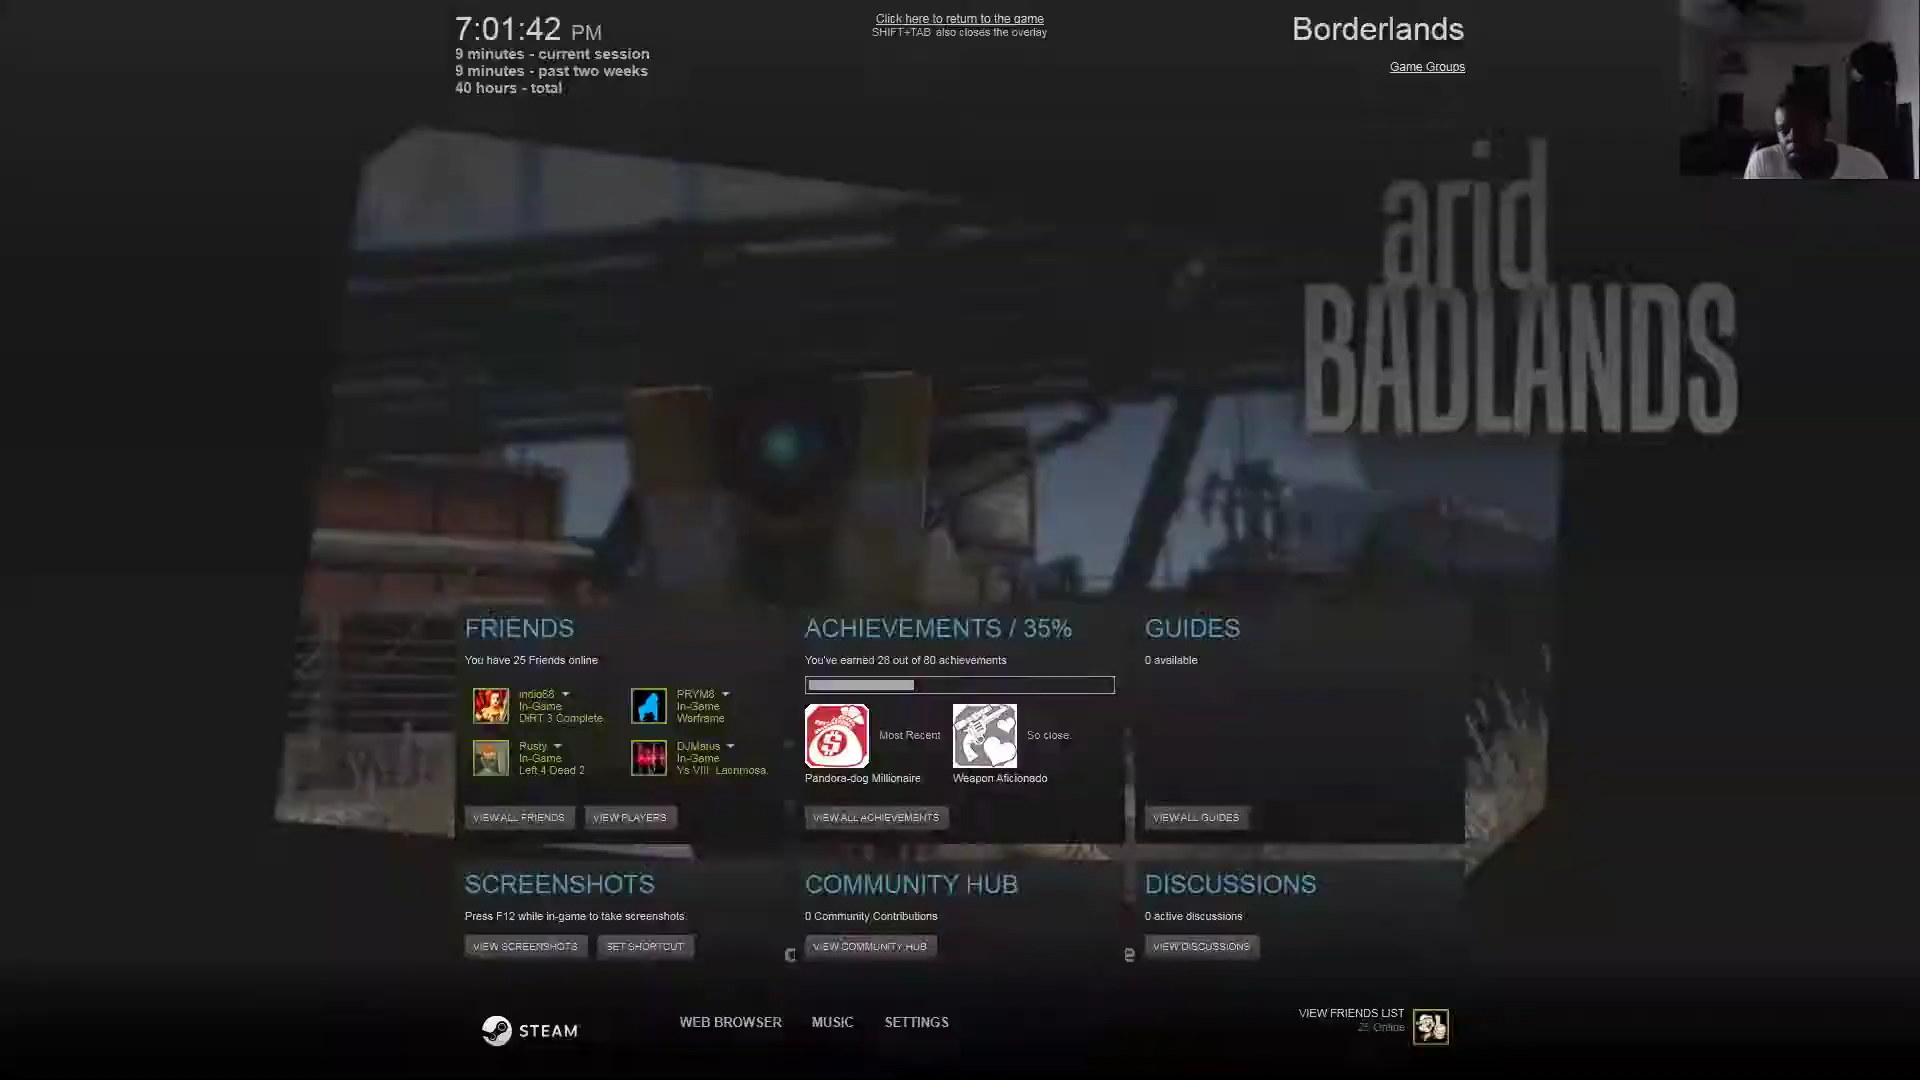 7:01:42 PM
9 minutes - current session
9 minutes - past two weeks
40 hours - total
Click here to return to the game
SHIFT+TAB also closes the overlay
Borderlands
Game Groups
arid
BADLANDS
FRIENDS
You have 25 Friends online
indio68
In-Game
DiRT 3 Complete
PRYM8
In-Game
Warframe
Rusty
In-Game
Left 4 Dead 2
DJMarus
In-Game
Ys VIII: Lacrimosa
VIEW ALL FRIENDS
VIEW PLAYERS
ACHIEVEMENTS / 35%
You've earned 28 out of 80 achievements
Most Recent
So close.
Pandora-dog Millionaire
Weapon Aficionado
VIEW ALL ACHIEVEMENTS
GUIDES
0 available
VIEW ALL GUIDES
SCREENSHOTS
Press F12 while in-game to take screenshots.
VIEW SCREENSHOTS
SET SHORTCUT
COMMUNITY HUB
0 Community Contributions
VIEW COMMUNITY HUB
DISCUSSIONS
0 active discussions
VIEW DISCUSSIONS
STEAM
WEB BROWSER
MUSIC
SETTINGS
VIEW FRIENDS LIST
25 Online